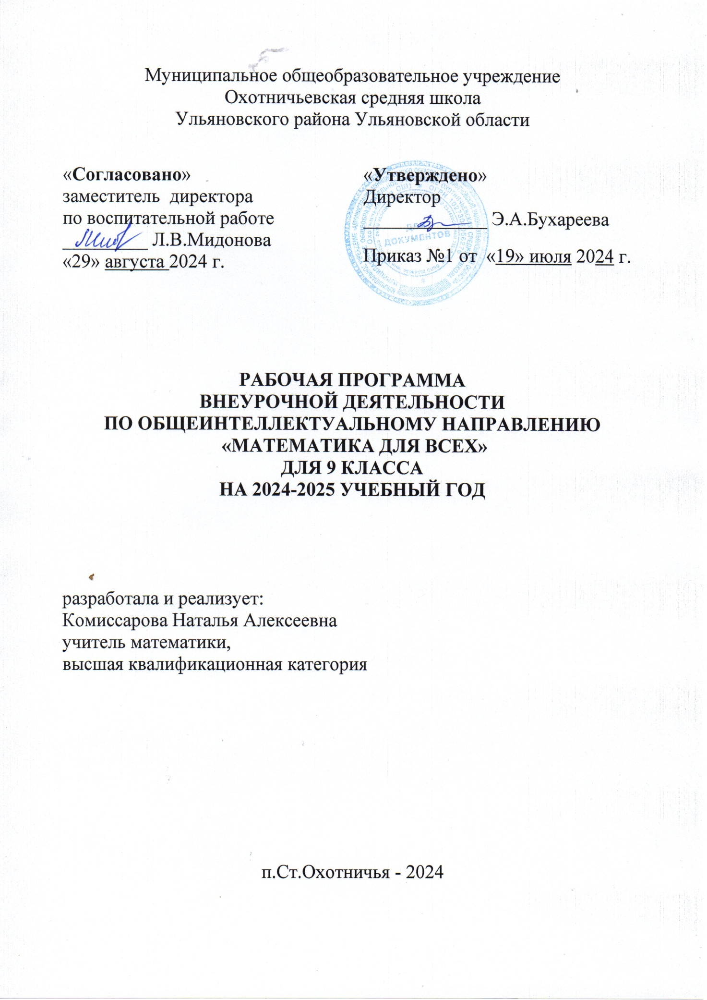 Муниципальное общеобразовательное учреждение
Охотничьевская средняя школа
Ульяновского района Ульяновской области
«Согласовано»
заместитель директора
по воспитательной работе
__________ Л.В.Мидонова
«29» августа 2024 г.
«Утверждено»
Директор
_____________ Э.А.Бухареева
Приказ №1 от «19» июля 2024 г.
ДОКУМЕНТОВ
РАБОЧАЯ ПРОГРАММА
ВНЕУРОЧНОЙ ДЕЯТЕЛЬНОСТИ
ПО ОБЩЕИНТЕЛЛЕКТУАЛЬНОМУ НАПРАВЛЕНИЮ
«МАТЕМАТИКА ДЛЯ ВСЕХ»
ДЛЯ 9 КЛАССА
НА 2024-2025 УЧЕБНЫЙ ГОД
разработала и реализует:
Комиссарова Наталья Алексеевна
учитель математики,
высшая квалификационная категория
п.Ст.Охотничья - 2024